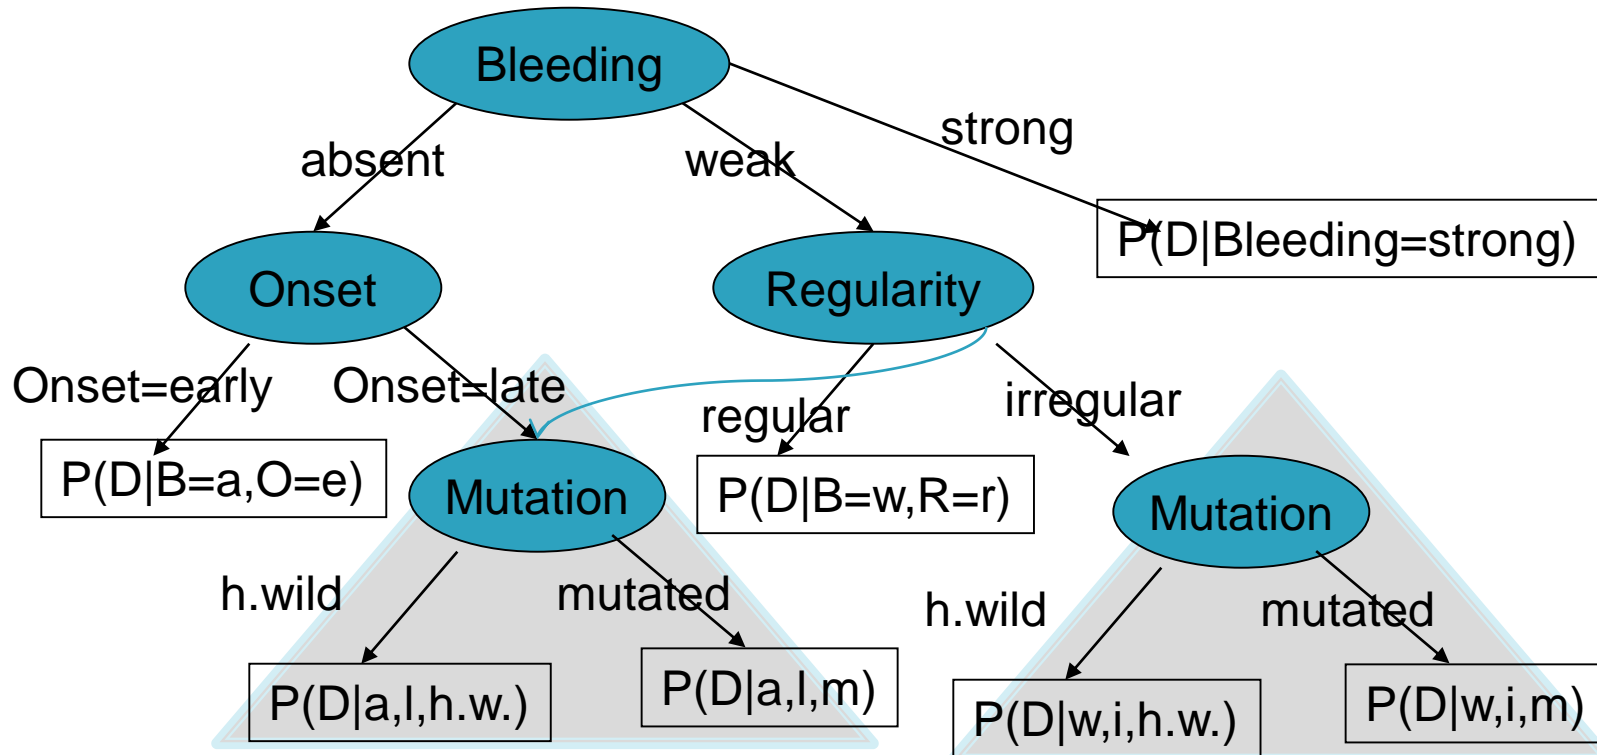 Bleeding
absent
weak
strong
P(D|Bleeding=strong)
Onset
Regularity
Onset=early
Onset=late
regular
irregular
P(D|B=a,O=e)
Mutation
P(D|B=w,R=r)
Mutation
h.wild
mutated
h.wild
mutated
P(D|a,l,h.w.)
P(D|a,l,m)
P(D|w,i,h.w.)
P(D|w,i,m)